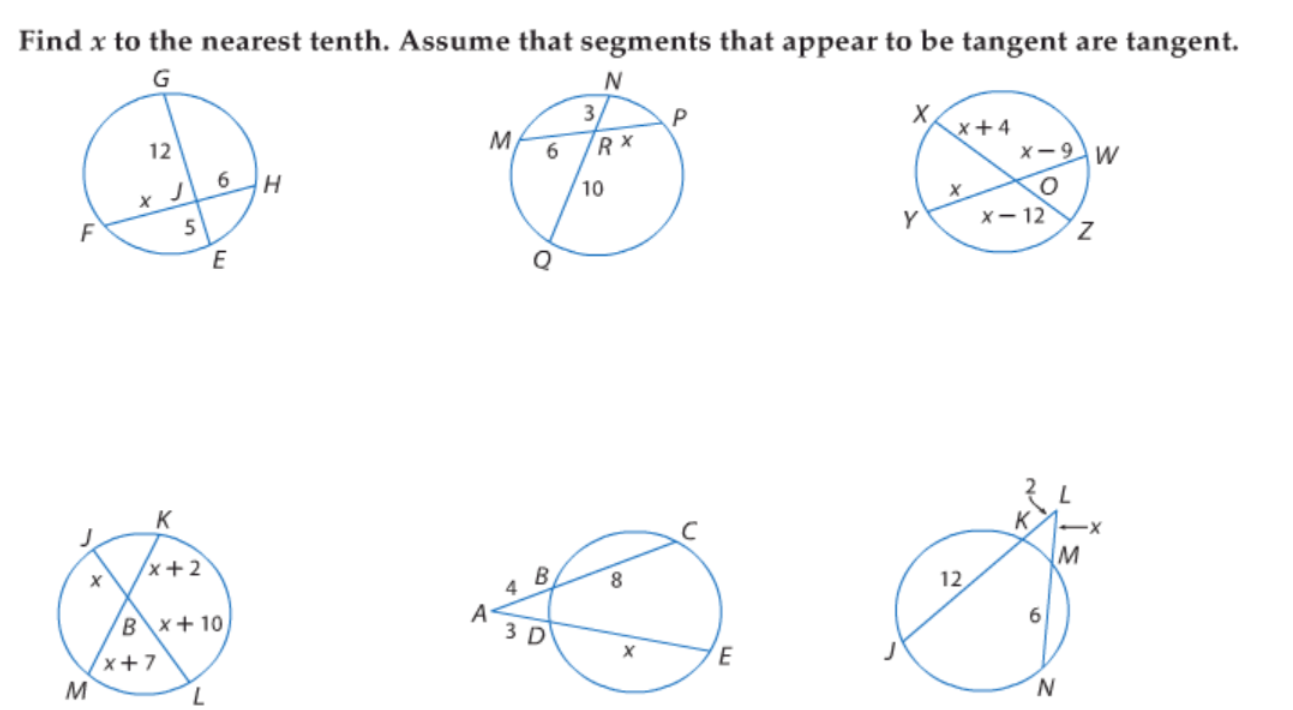 Find x to the nearest tenth. Assume that segments that appear to be tangent are tangent.
G
12
x J 6 H
F 5
E
N
3 P
M 6 R x
10
Q
X x + 4
x − 9 W
x O
Y x − 12 Z
K
J
x x + 2
B x + 10
x + 7
M L
C
4 B 8
A
3 D x E
2 L
K x
M
12
6
J
N